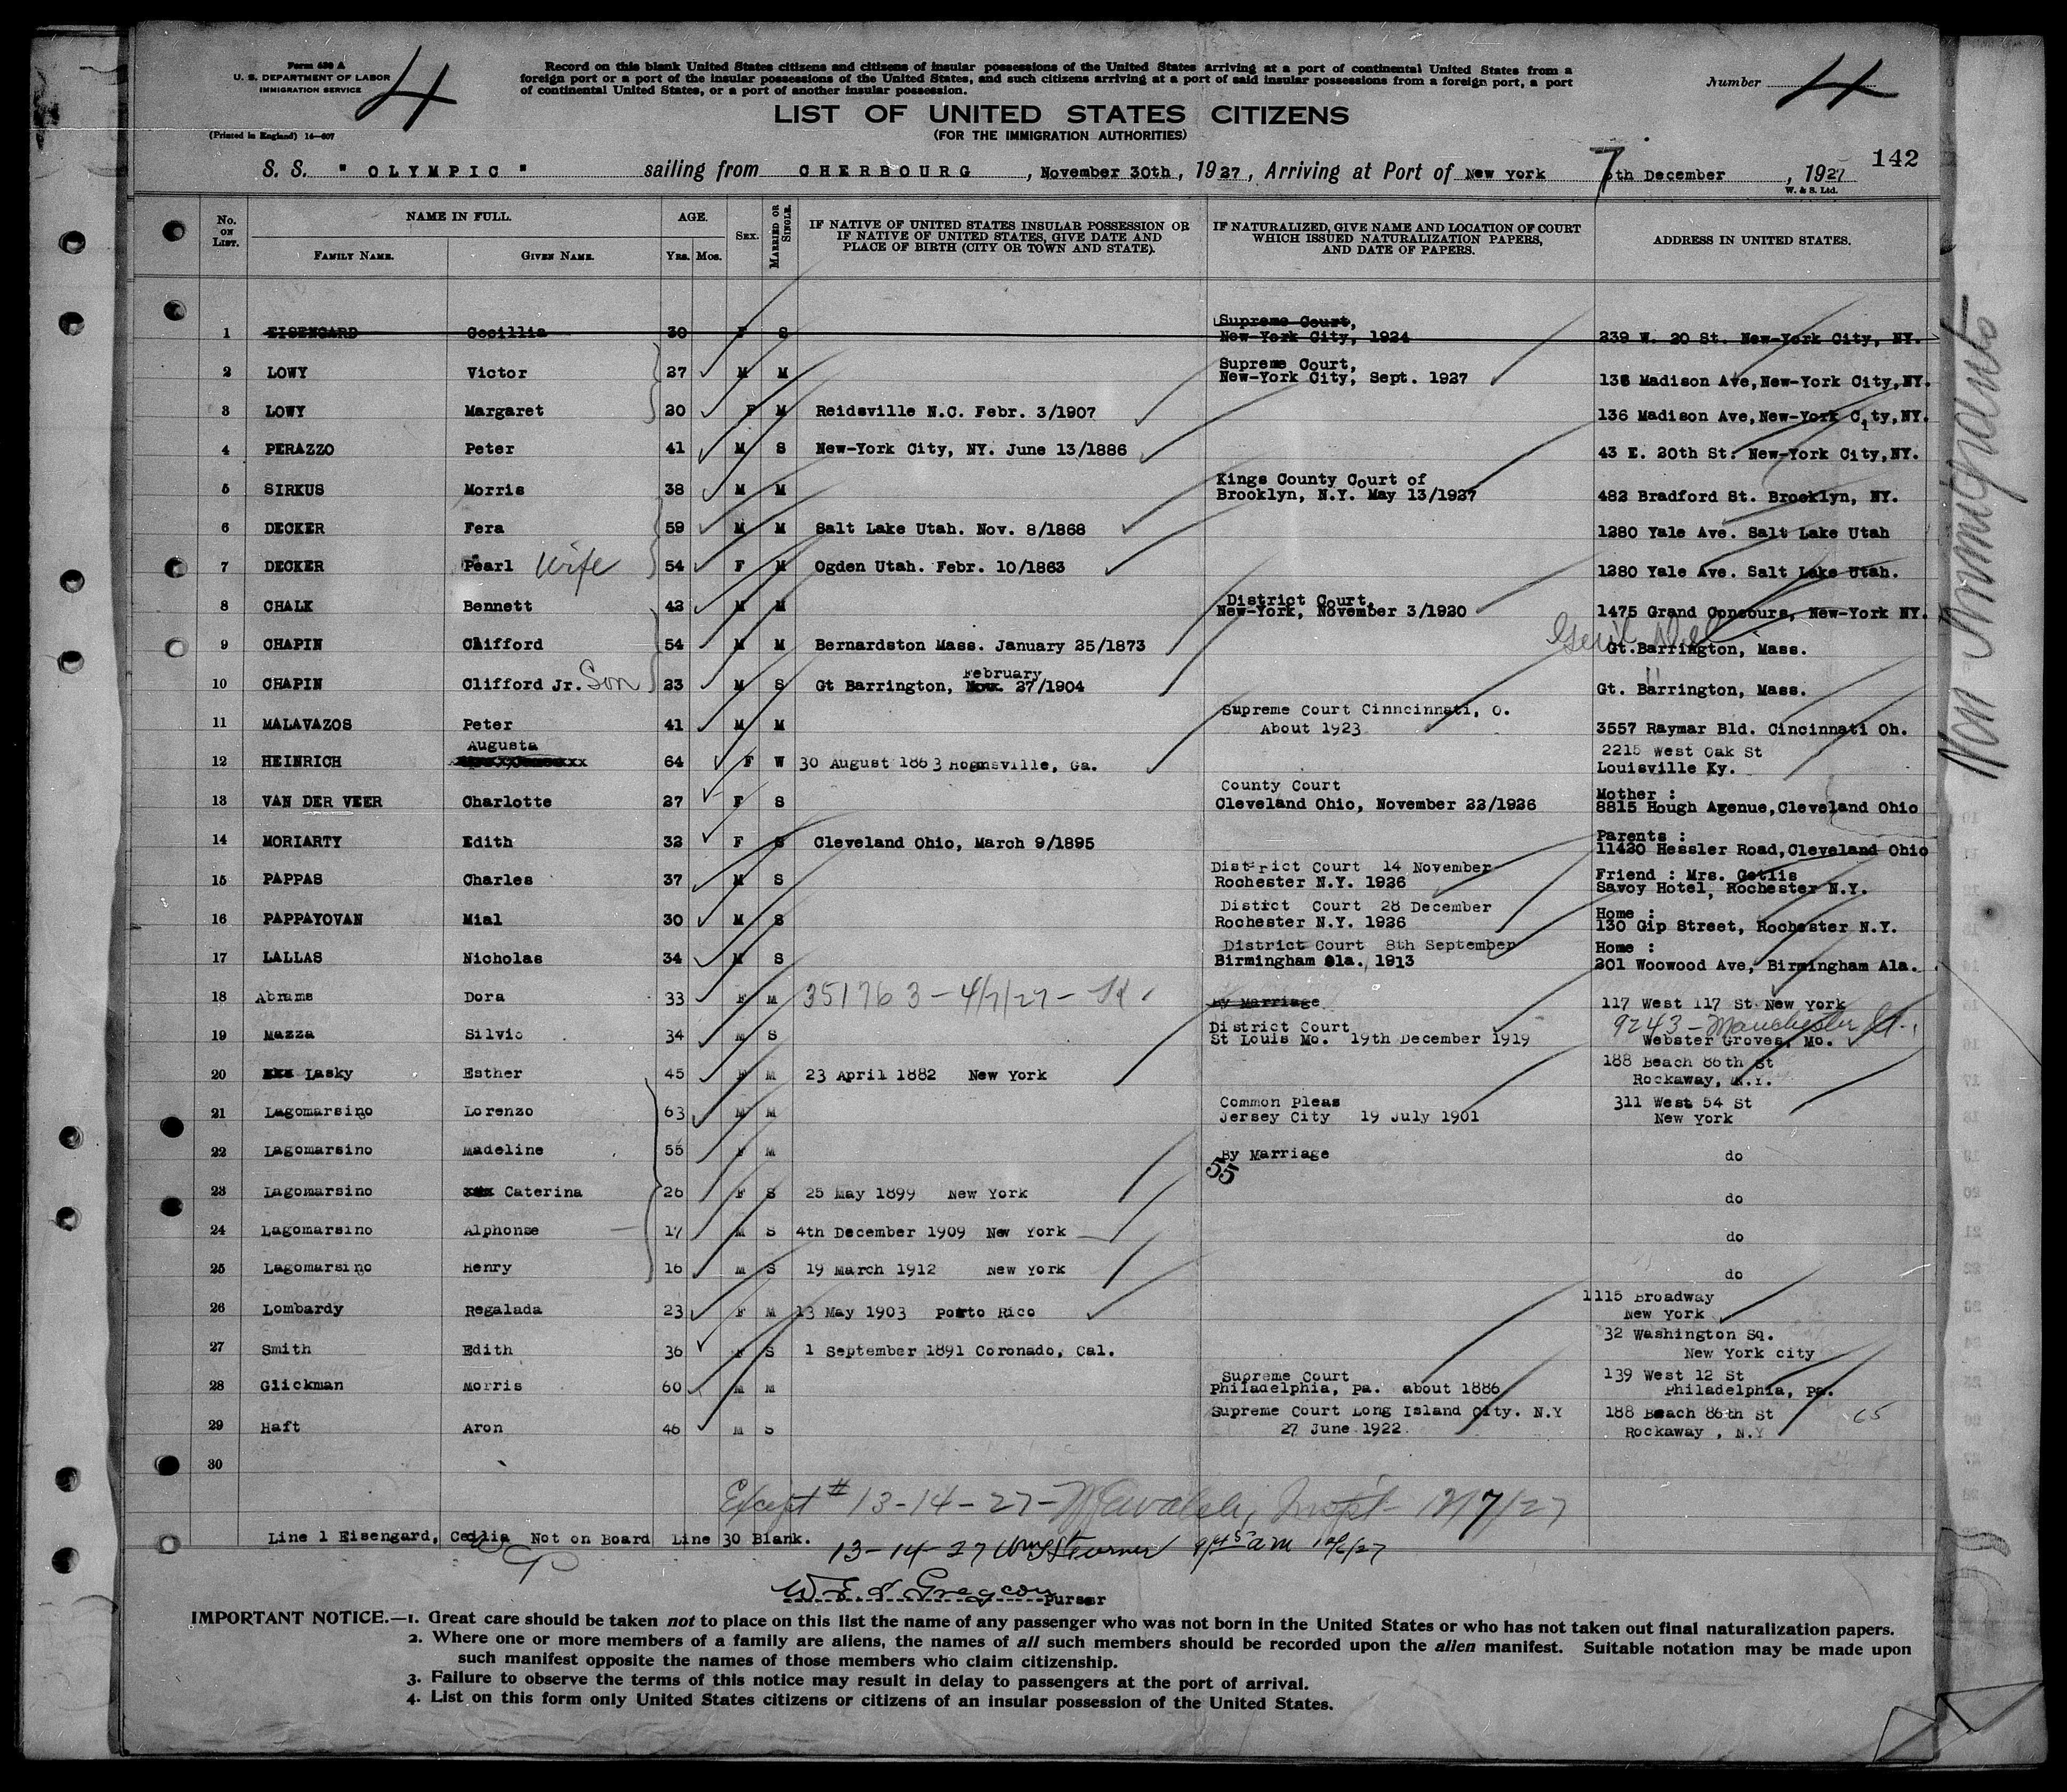 Form 630 A
U. S. DEPARTMENT OF LABOR
IMMIGRATION SERVICE
4
(Printed in England) 14—607
Record on this blank United States citizens and citizens of insular possessions of the United States arriving at a port of continental United States from a
foreign port or a port of the insular possessions of the United States, and such citizens arriving at a port of said insular possessions from a foreign port, a port
of continental United States, or a port of another insular possession.
Number 4
LIST OF UNITED STATES CITIZENS
(FOR THE IMMIGRATION AUTHORITIES)
S. S. "OLYMPIC" sailing from CHERBOURG, November 30th, 1927, Arriving at Port of New York 7th December, 1927
142
W. & S. Ltd.
No. ON LIST. NAME IN FULL. FAMILY NAME. GIVEN NAME. AGE. YRS. MOS. SEX. MARRIED OR SINGLE. IF NATIVE OF UNITED STATES INSULAR POSSESSION OR IF NATIVE OF UNITED STATES, GIVE DATE AND PLACE OF BIRTH (CITY OR TOWN AND STATE). IF NATURALIZED, GIVE NAME AND LOCATION OF COURT WHICH ISSUED NATURALIZATION PAPERS, AND DATE OF PAPERS. ADDRESS IN UNITED STATES.
1 EISENGARD Cecillia 30 F S Supreme Court, New-York City, 1924 239 W. 20 St. New-York City, NY.
2 LOWY Victor 27 M M Supreme Court, New-York City, Sept. 1927 136 Madison Ave,New-York City,NY.
3 LOWY Margaret 20 F M Reidsville N.C. Febr. 3/1907 136 Madison Ave,New-York City,NY.
4 PERAZZO Peter 41 M S New-York City, NY. June 13/1886 43 E. 20th St. New-York City,NY.
5 SIRKUS Morris 38 M M Kings County Court of Brooklyn, N.Y. May 13/1927 482 Bradford St. Brooklyn, NY.
6 DECKER Fera 59 M M Salt Lake Utah. Nov. 8/1868 1280 Yale Ave. Salt Lake Utah
7 DECKER Pearl Wife 54 F M Ogden Utah. Febr. 10/1863 1280 Yale Ave. Salt Lake Utah.
8 CHALK Bennett 42 M M District Court, New-York, November 3/1920 1475 Grand Concours, New-York NY.
9 CHAPIN Clifford 54 M M Bernardston Mass. January 25/1873 Gt.Barrington, Mass.
10 CHAPIN Clifford Jr. Son 23 M S Gt Barrington, February 27/1904 Gt. Barrington, Mass.
11 MALAVAZOS Peter 41 M M Supreme Court Cinncinnati, O. About 1923 3557 Raymar Bld. Cincinnati Oh.
12 HEINRICH Augusta 64 F W 30 August 1863 Hogansville, Ga. 2215 West Oak St Louisville Ky.
13 VAN DER VEER Charlotte 27 F S County Court Cleveland Ohio, November 22/1926 Mother : 8815 Hough Agenue,Cleveland Ohio
14 MORIARTY Edith 32 F S Cleveland Ohio, March 9/1895 Parents : 11420 Hessler Road,Cleveland Ohio
15 PAPPAS Charles 37 M S District Court 14 November Rochester N.Y. 1926 Friend : Mrs. Getlis Savoy Hotel, Rochester N.Y.
16 PAPPAYOVAN Mial 30 M S District Court 28 December Rochester N.Y. 1926 Home : 130 Gip Street, Rochester N.Y.
17 LALLAS Nicholas 34 M S District Court 8th September Birmingham Ala. 1913 Home : 201 Woowood Ave, Birmingham Ala.
18 Abrams Dora 33 F M 351763-4/7/27- By Marriage 117 West 117 St New York
19 Mazza Silvio 34 M S District Court St Louis Mo. 19th December 1919 9243-Manchester St. Webster Groves, Mo.
20 Lasky Esther 45 F M 23 April 1882 New York 188 Beach 86th St Rockaway, N.Y.
21 Lagomarsino Lorenzo 63 M M Common Pleas Jersey City 19 July 1901 311 West 54 St New York
22 Lagomarsino Madeline 55 F M By Marriage 55 do
23 Lagomarsino Caterina 26 F S 25 May 1899 New York do
24 Lagomarsino Alphonse 17 M S 4th December 1909 New York do
25 Lagomarsino Henry 16 M S 19 March 1912 New York do
26 Lombardy Regalada 23 F M 13 May 1903 Porto Rico 1115 Broadway New York
27 Smith Edith 36 F S 1 September 1891 Coronado, Cal. 32 Washington Sq. New York city
28 Glickman Morris 60 M M Supreme Court Philadelphia, Pa. about 1886 139 West 12 St Philadelphia, Pa.
29 Haft Aron 46 M S Supreme Court Long Island City. N.Y 27 June 1922 188 Beach 86th St Rockaway , N.Y 65
30
Except # 13-14-27- Insp't 12/7/27
Line 1 Eisengard, Cecilia Not on Board Line 30 Blank.
13-14-27 9/45 am 12/6/27
Purser
Non Immigrants
IMPORTANT NOTICE.—1. Great care should be taken not to place on this list the name of any passenger who was not born in the United States or who has not taken out final naturalization papers.
2. Where one or more members of a family are aliens, the names of all such members should be recorded upon the alien manifest. Suitable notation may be made upon
such manifest opposite the names of those members who claim citizenship.
3. Failure to observe the terms of this notice may result in delay to passengers at the port of arrival.
4. List on this form only United States citizens or citizens of an insular possession of the United States.